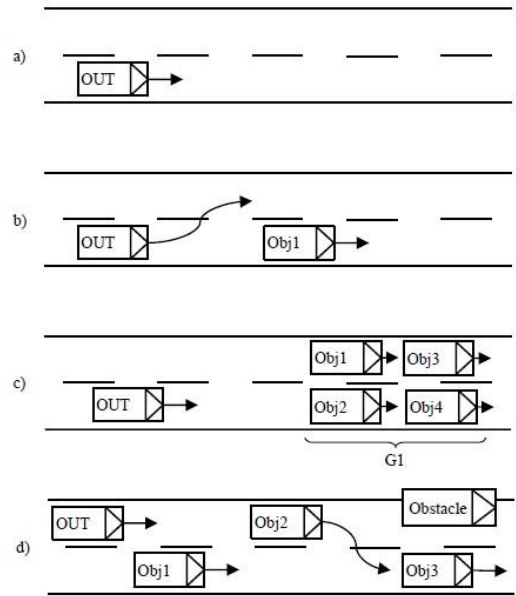 a)
OUT
b)
OUT
Obj1
c)
Obj1
Obj3
OUT
Obj2
Obj4
G1
d)
OUT
Obj2
Obstacle
Obj1
Obj3